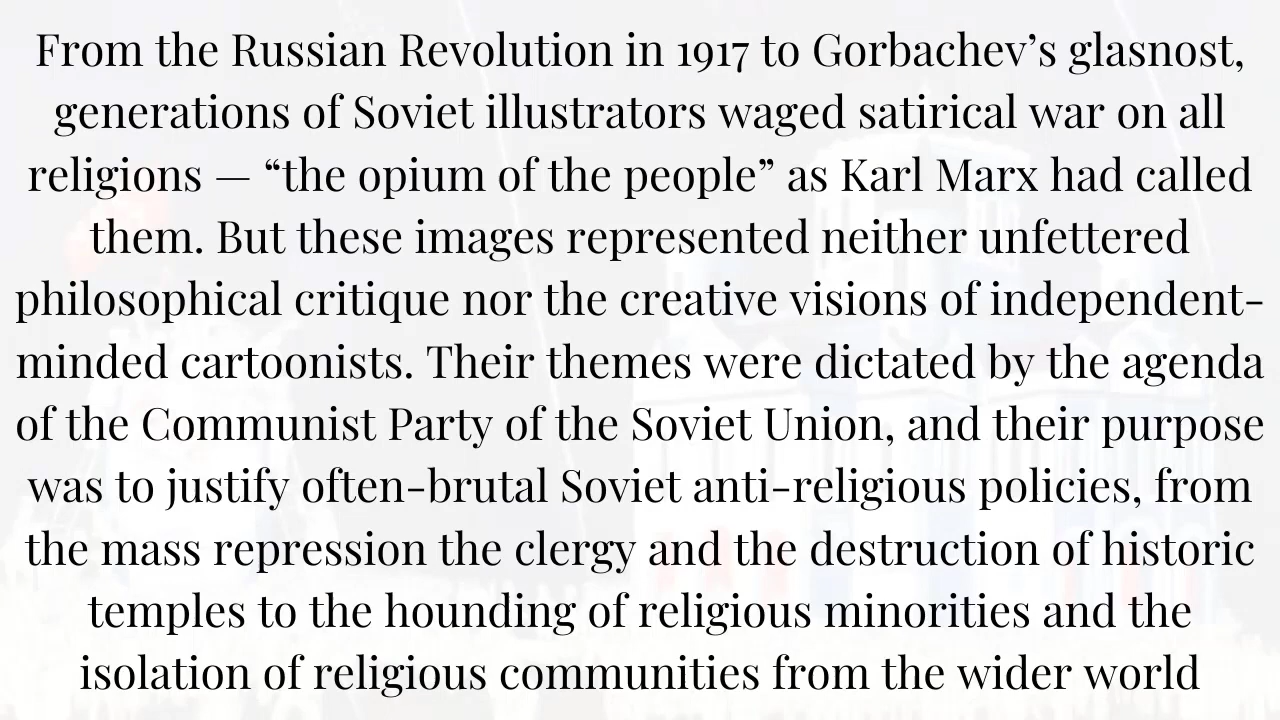 From the Russian Revolution in 1917 to Gorbachev’s glasnost,
generations of Soviet illustrators waged satirical war on all
religions — “the opium of the people” as Karl Marx had called
them. But these images represented neither unfettered
philosophical critique nor the creative visions of independent-
minded cartoonists. Their themes were dictated by the agenda
of the Communist Party of the Soviet Union, and their purpose
was to justify often-brutal Soviet anti-religious policies, from
the mass repression the clergy and the destruction of historic
temples to the hounding of religious minorities and the
isolation of religious communities from the wider world